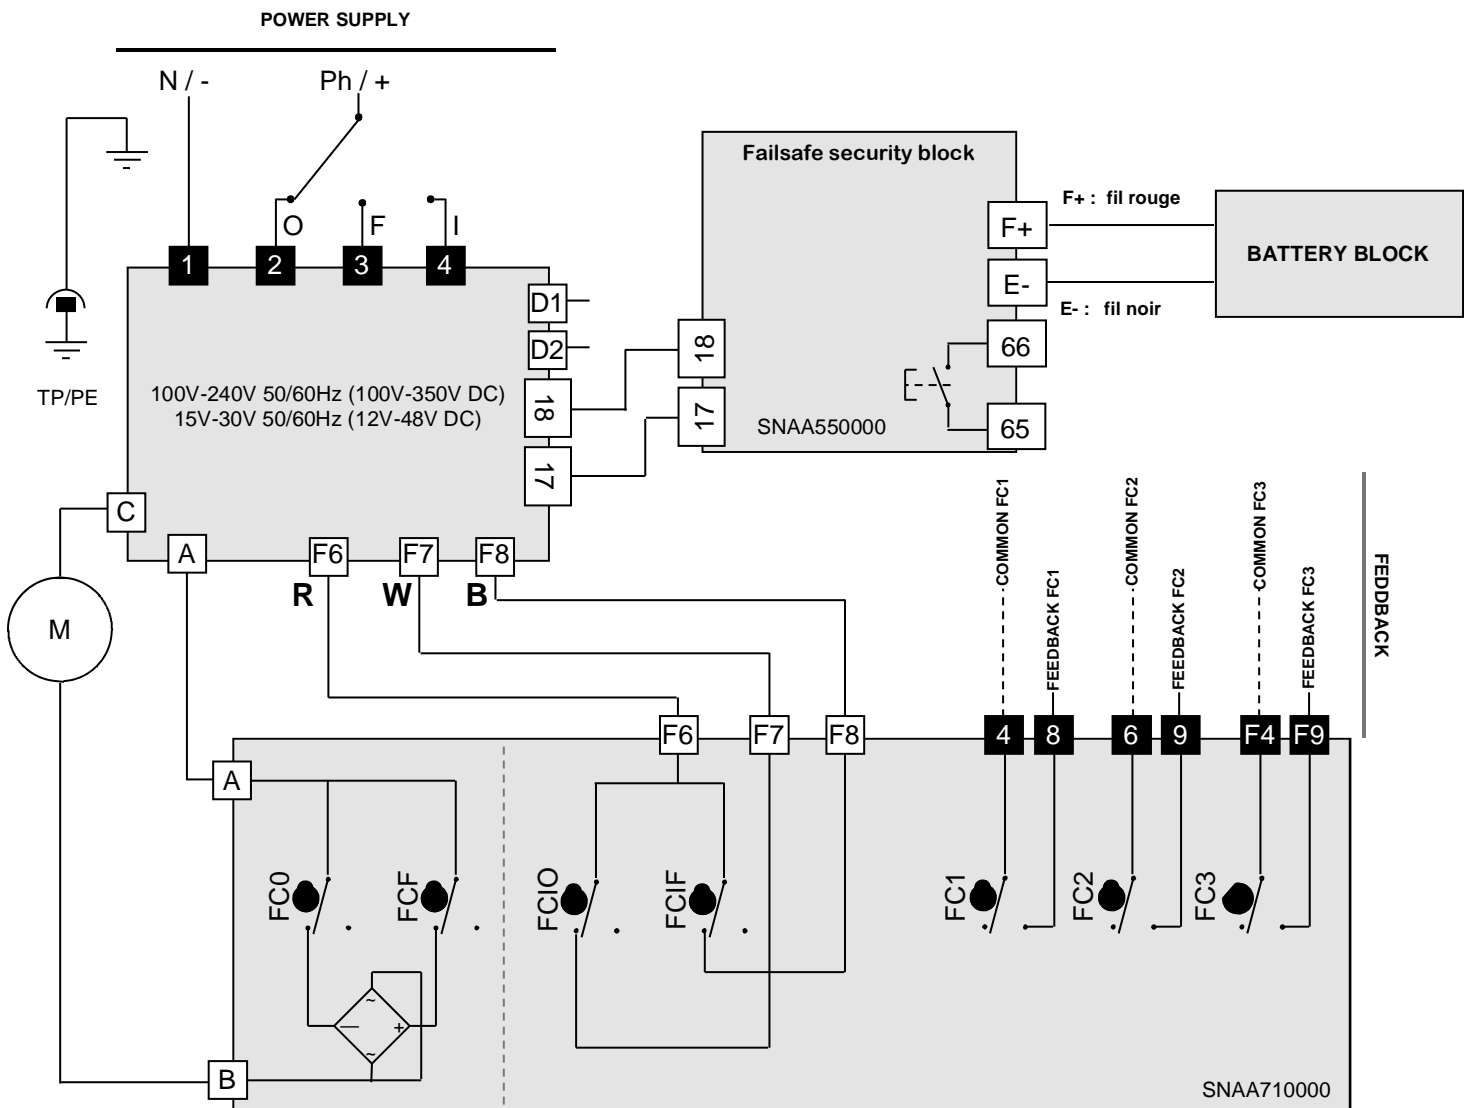 POWER SUPPLY
N / -
Ph / +
O
F
I
1
2
3
4
D1
D2
18
17
TP/PE
100V-240V 50/60Hz (100V-350V DC)
15V-30V 50/60Hz (12V-48V DC)
C
A
F6
F7
F8
R
W
B
M
Failsafe security block
F+
E-
66
65
18
17
SNAA550000
F+ : fil rouge
E- : fil noir
BATTERY BLOCK
COMMON FC1
FEEDBACK FC1
COMMON FC2
FEEDBACK FC2
COMMON FC3
FEEDBACK FC3
FEDDBACK
F6
F7
F8
4
8
6
9
F4
F9
A
FC0
FCF
FCIO
FCIF
FC1
FC2
FC3
~
—
+
~
B
SNAA710000